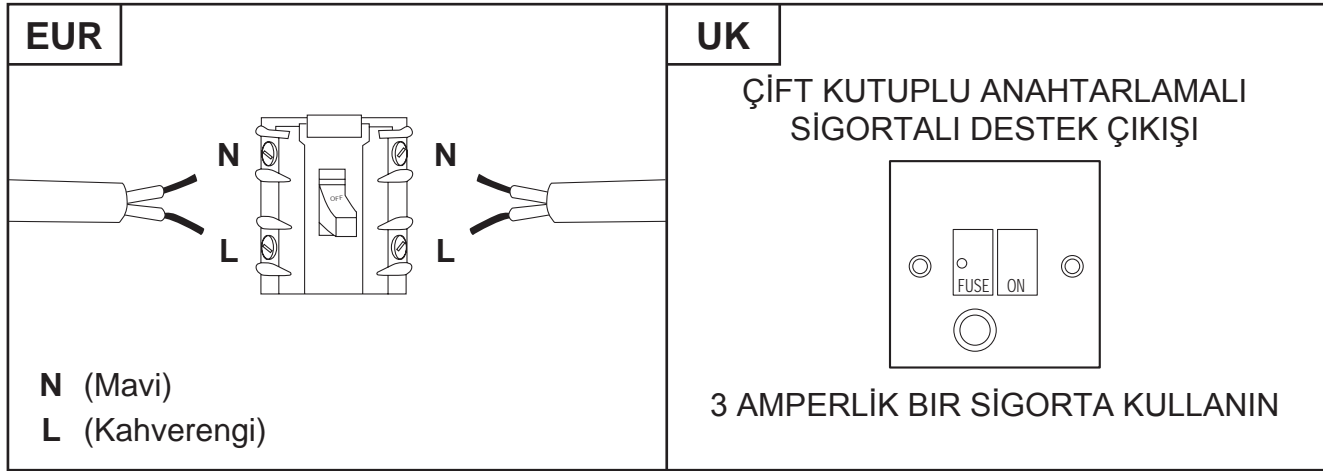 EUR
N
N
OFF
L
L
N (Mavi)
L (Kahverengi)
UK
ÇİFT KUTUPLU ANAHTARLAMALI
SİGORTALI DESTEK ÇIKIŞI
FUSE ON
3 AMPERLİK BIR SİGORTA KULLANIN